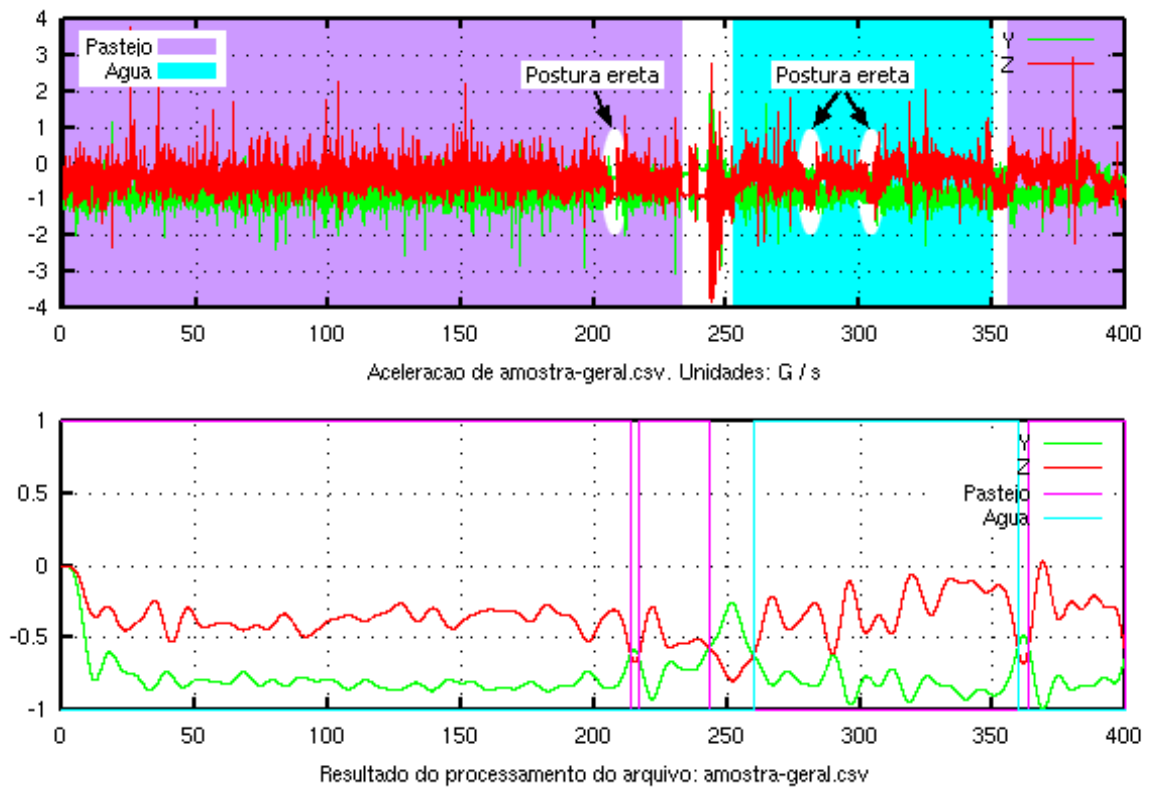 4
3
2
1
0
-1
-2
-3
-4
Pastejo
Agua
Postura ereta
Postura ereta
Y
Z
0 50 100 150 200 250 300 350 400
Aceleracao de amostra-geral.csv. Unidades: G / s
1
0.5
0
-0.5
-1
Y
Z
Pastejo
Agua
0 50 100 150 200 250 300 350 400
Resultado do processamento do arquivo: amostra-geral.csv